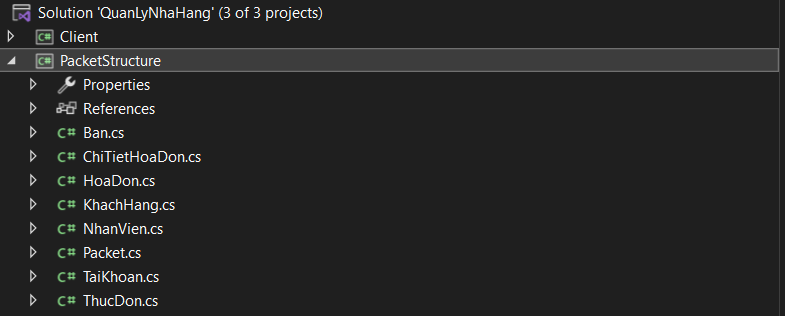 Solution 'QuanLyNhaHang' (3 of 3 projects)
C# Client
C# PacketStructure
Properties
References
C# Ban.cs
C# ChiTietHoaDon.cs
C# HoaDon.cs
C# KhachHang.cs
C# NhanVien.cs
C# Packet.cs
C# TaiKhoan.cs
C# ThucDon.cs